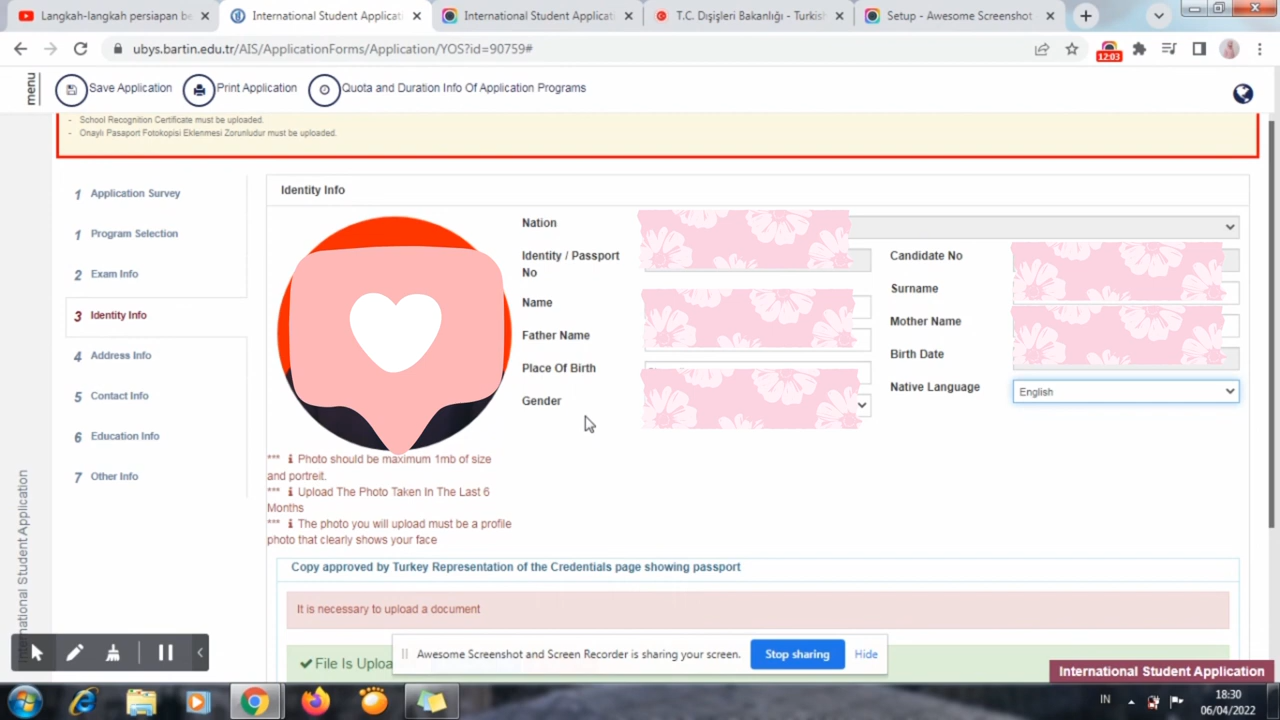 Langkah-langkah persiapan be
International Student Applicat
International Student Applicati
T.C. Dışişleri Bakanlığı - Turkish
Setup - Awesome Screenshot
ubys.bartin.edu.tr/AIS/ApplicationForms/Application/YOS?id=90759#
12:03
menu
Save Application
Print Application
Quota and Duration Info Of Application Programs
- School Recognition Certificate must be uploaded.
- Onaylı Pasaport Fotokopisi Eklenmesi Zorunludur must be uploaded.
1 Application Survey
1 Program Selection
2 Exam Info
3 Identity Info
4 Address Info
5 Contact Info
6 Education Info
7 Other Info
International Student Application
Identity Info
Nation
Identity / Passport
No
Candidate No
Name
Surname
Father Name
Mother Name
Place Of Birth
Birth Date
Gender
Native Language
English
*** i Photo should be maximum 1mb of size
and portreit.
*** i Upload The Photo Taken In The Last 6
Months
*** i The photo you will upload must be a profile
photo that clearly shows your face
Copy approved by Turkey Representation of the Credentials page showing passport
It is necessary to upload a document
File Is Uploa
Awesome Screenshot and Screen Recorder is sharing your screen.
Stop sharing
Hide
International Student Application
IN
18:30
06/04/2022